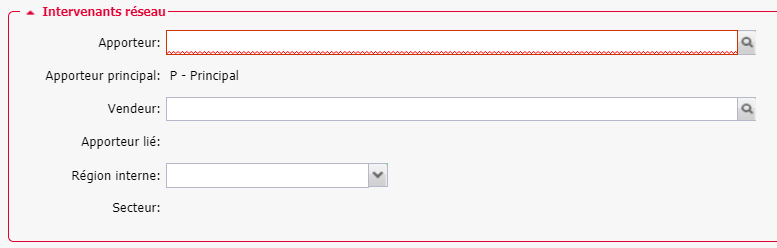 Intervenants réseau
Apporteur:
Apporteur principal: P - Principal
Vendeur:
Apporteur lié:
Région interne:
Secteur: